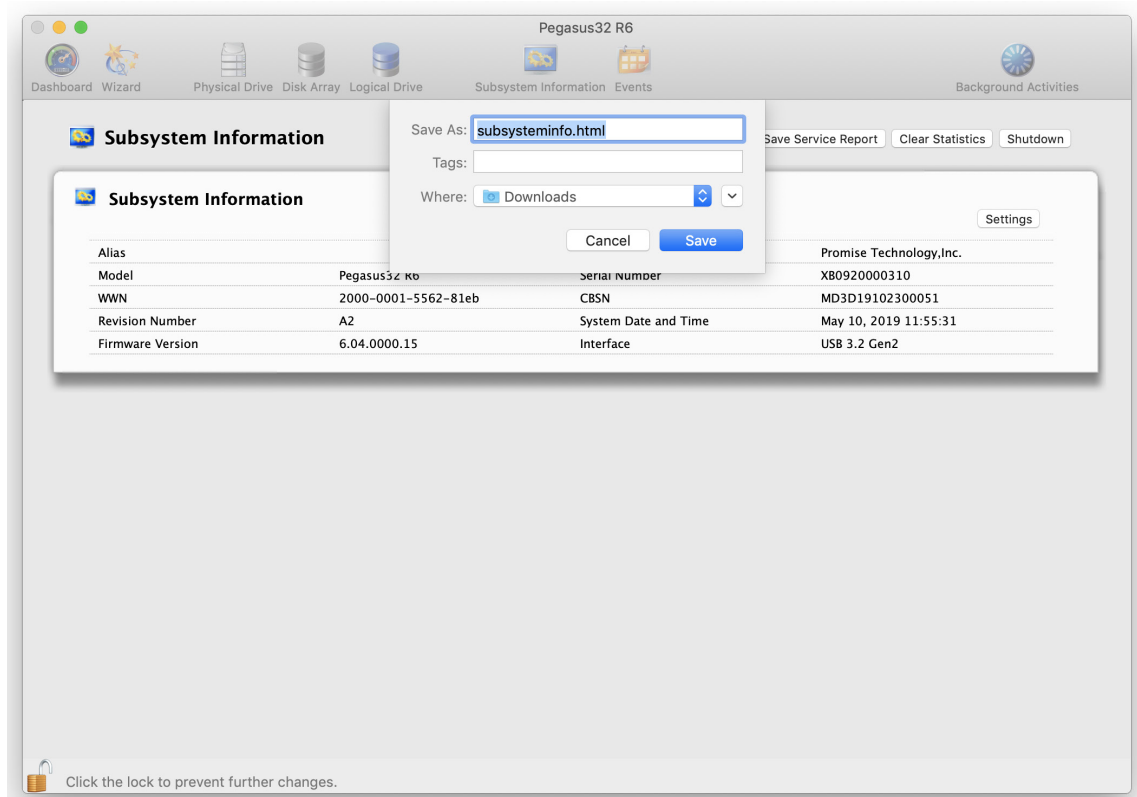 Pegasus32 R6
Dashboard Wizard Physical Drive Disk Array Logical Drive Subsystem Information Events Background Activities
Subsystem Information
Save Service Report Clear Statistics Shutdown
Save As: subsysteminfo.html
Tags:
Where: Downloads
Cancel Save
Subsystem Information
Settings
Alias Promise Technology,Inc.
Model Pegasus32 R6 Serial Number XB0920000310
WWN 2000-0001-5562-81eb CBSN MD3D19102300051
Revision Number A2 System Date and Time May 10, 2019 11:55:31
Firmware Version 6.04.0000.15 Interface USB 3.2 Gen2
Click the lock to prevent further changes.